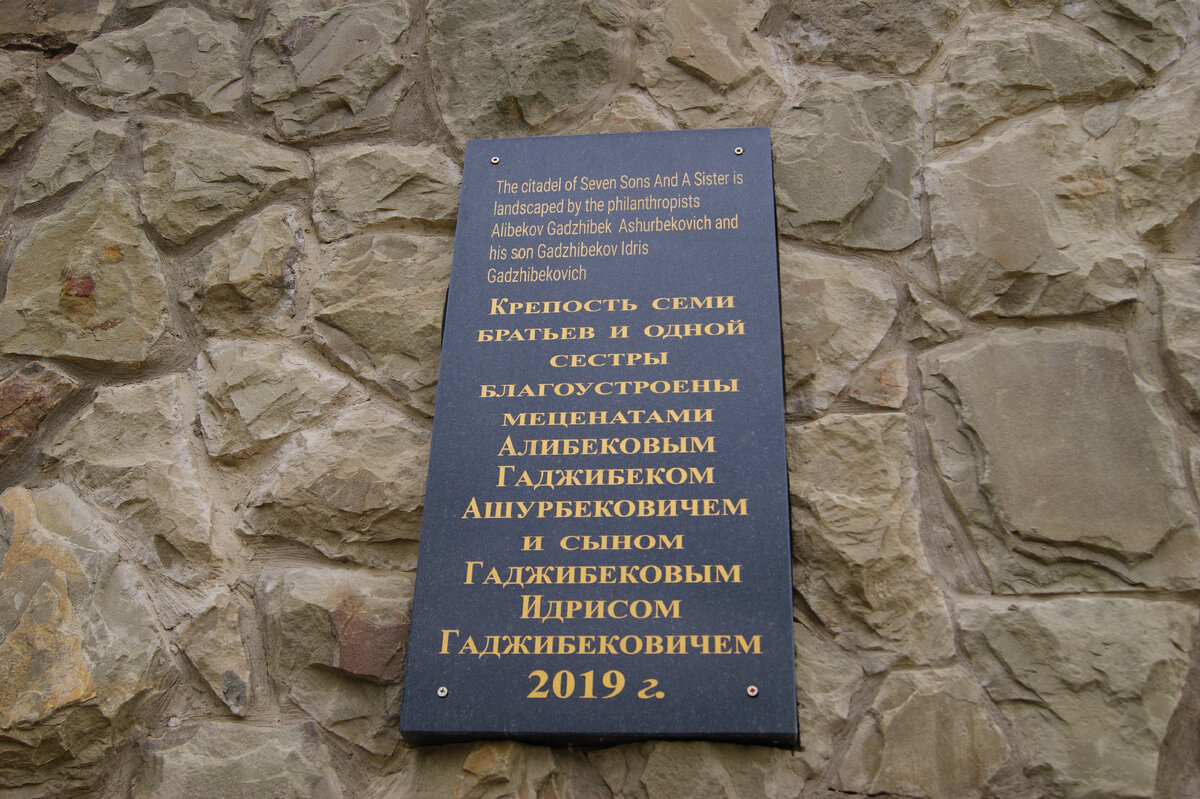 The citadel of Seven Sons And A Sister is
landscaped by the philanthropists
Alibekov Gadzhibek Ashurbekovich and
his son Gadzhibekov Idris
Gadzhibekovich
Крепость семи
братьев и одной
сестры
благоустроены
меценатами
Алибековым
Гаджибеком
Ашурбековичем
и сыном
Гаджибековым
Идрисом
Гаджибековичем
2019 г.